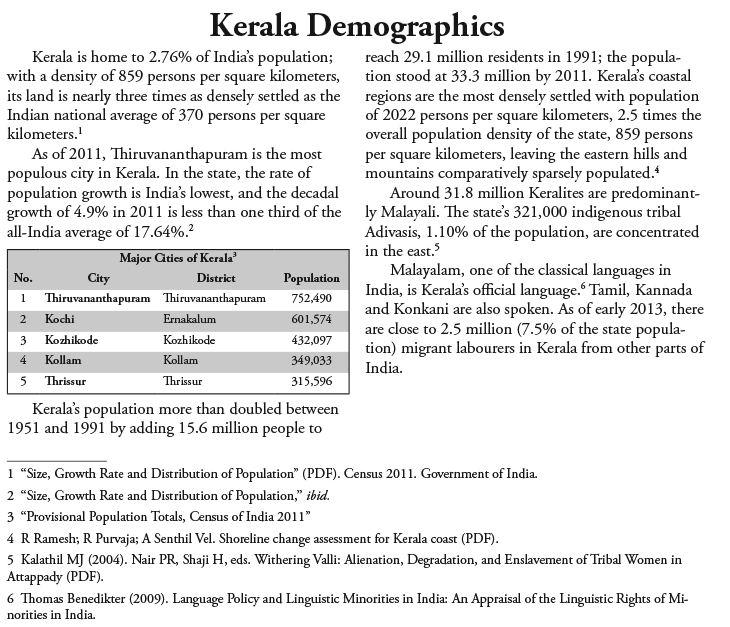 Kerala Demographics
Kerala is home to 2.76% of India's population;
with a density of 859 persons per square kilometers,
its land is nearly three times as densely settled as the
Indian national average of 370 persons per square
kilometers.1
As of 2011, Thiruvananthapuram is the most
populous city in Kerala. In the state, the rate of
population growth is India's lowest, and the decadal
growth of 4.9% in 2011 is less than one third of the
all-India average of 17.64%.2
Major Cities of Kerala3
No. City District Population
1 Thiruvananthapuram Thiruvananthapuram 752,490
2 Kochi Ernakalum 601,574
3 Kozhikode Kozhikode 432,097
4 Kollam Kollam 349,033
5 Thrissur Thrissur 315,596
Kerala's population more than doubled between
1951 and 1991 by adding 15.6 million people to
reach 29.1 million residents in 1991; the popula-
tion stood at 33.3 million by 2011. Kerala's coastal
regions are the most densely settled with population
of 2022 persons per square kilometers, 2.5 times the
overall population density of the state, 859 persons
per square kilometers, leaving the eastern hills and
mountains comparatively sparsely populated.4
Around 31.8 million Keralites are predominant-
ly Malayali. The state's 321,000 indigenous tribal
Adivasis, 1.10% of the population, are concentrated
in the east.5
Malayalam, one of the classical languages in
India, is Kerala's official language.6 Tamil, Kannada
and Konkani are also spoken. As of early 2013, there
are close to 2.5 million (7.5% of the state popula-
tion) migrant labourers in Kerala from other parts of
India.
1 "Size, Growth Rate and Distribution of Population" (PDF). Census 2011. Government of India.
2 "Size, Growth Rate and Distribution of Population," ibid.
3 "Provisional Population Totals, Census of India 2011"
4 R Ramesh; R Purvaja; A Senthil Vel. Shoreline change assessment for Kerala coast (PDF).
5 Kalathil MJ (2004). Nair PR, Shaji H, eds. Withering Valli: Alienation, Degradation, and Enslavement of Tribal Women in
Attappady (PDF).
6 Thomas Benedikter (2009). Language Policy and Linguistic Minorities in India: An Appraisal of the Linguistic Rights of Mi-
norities in India.